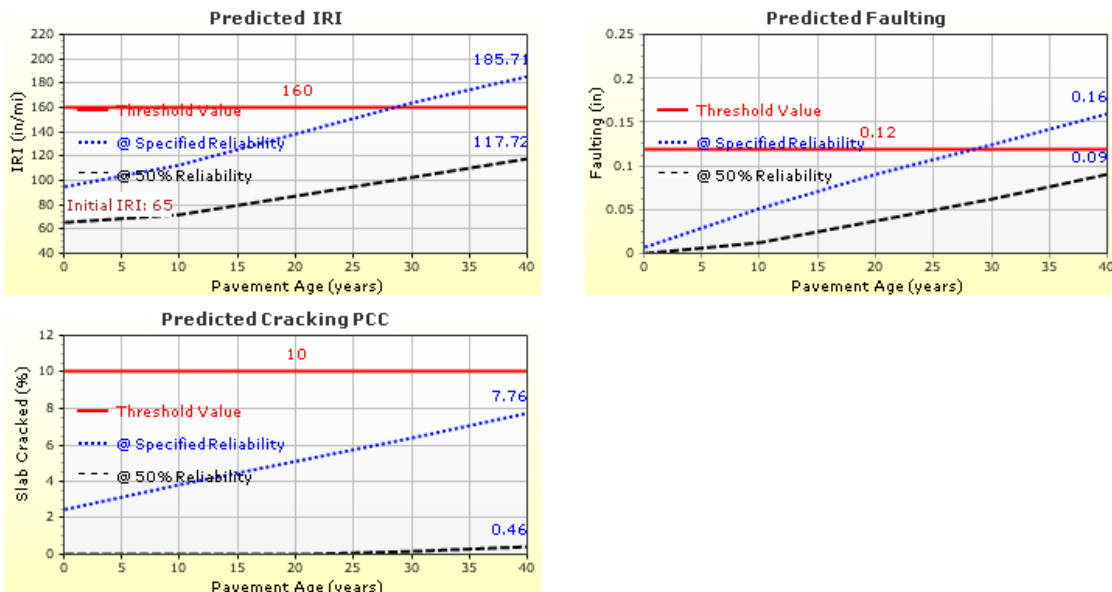 Predicted IRI
220
200
180
160
140
120
100
80
60
40
IRI (in/mi)
185.71
160
Threshold Value
@ Specified Reliability
117.72
@ 50% Reliability
Initial IRI: 65
0 5 10 15 20 25 30 35 40
Pavement Age (years)
Predicted Faulting
0.25
0.2
0.15
0.1
0.05
0
Faulting (in)
0.16
Threshold Value
0.12
@ Specified Reliability
0.09
@ 50% Reliability
0 5 10 15 20 25 30 35 40
Pavement Age (years)
Predicted Cracking PCC
12
10
8
6
4
2
0
Slab Cracked (%)
10
7.76
Threshold Value
@ Specified Reliability
@ 50% Reliability
0.46
0 5 10 15 20 25 30 35 40
Pavement Age (years)